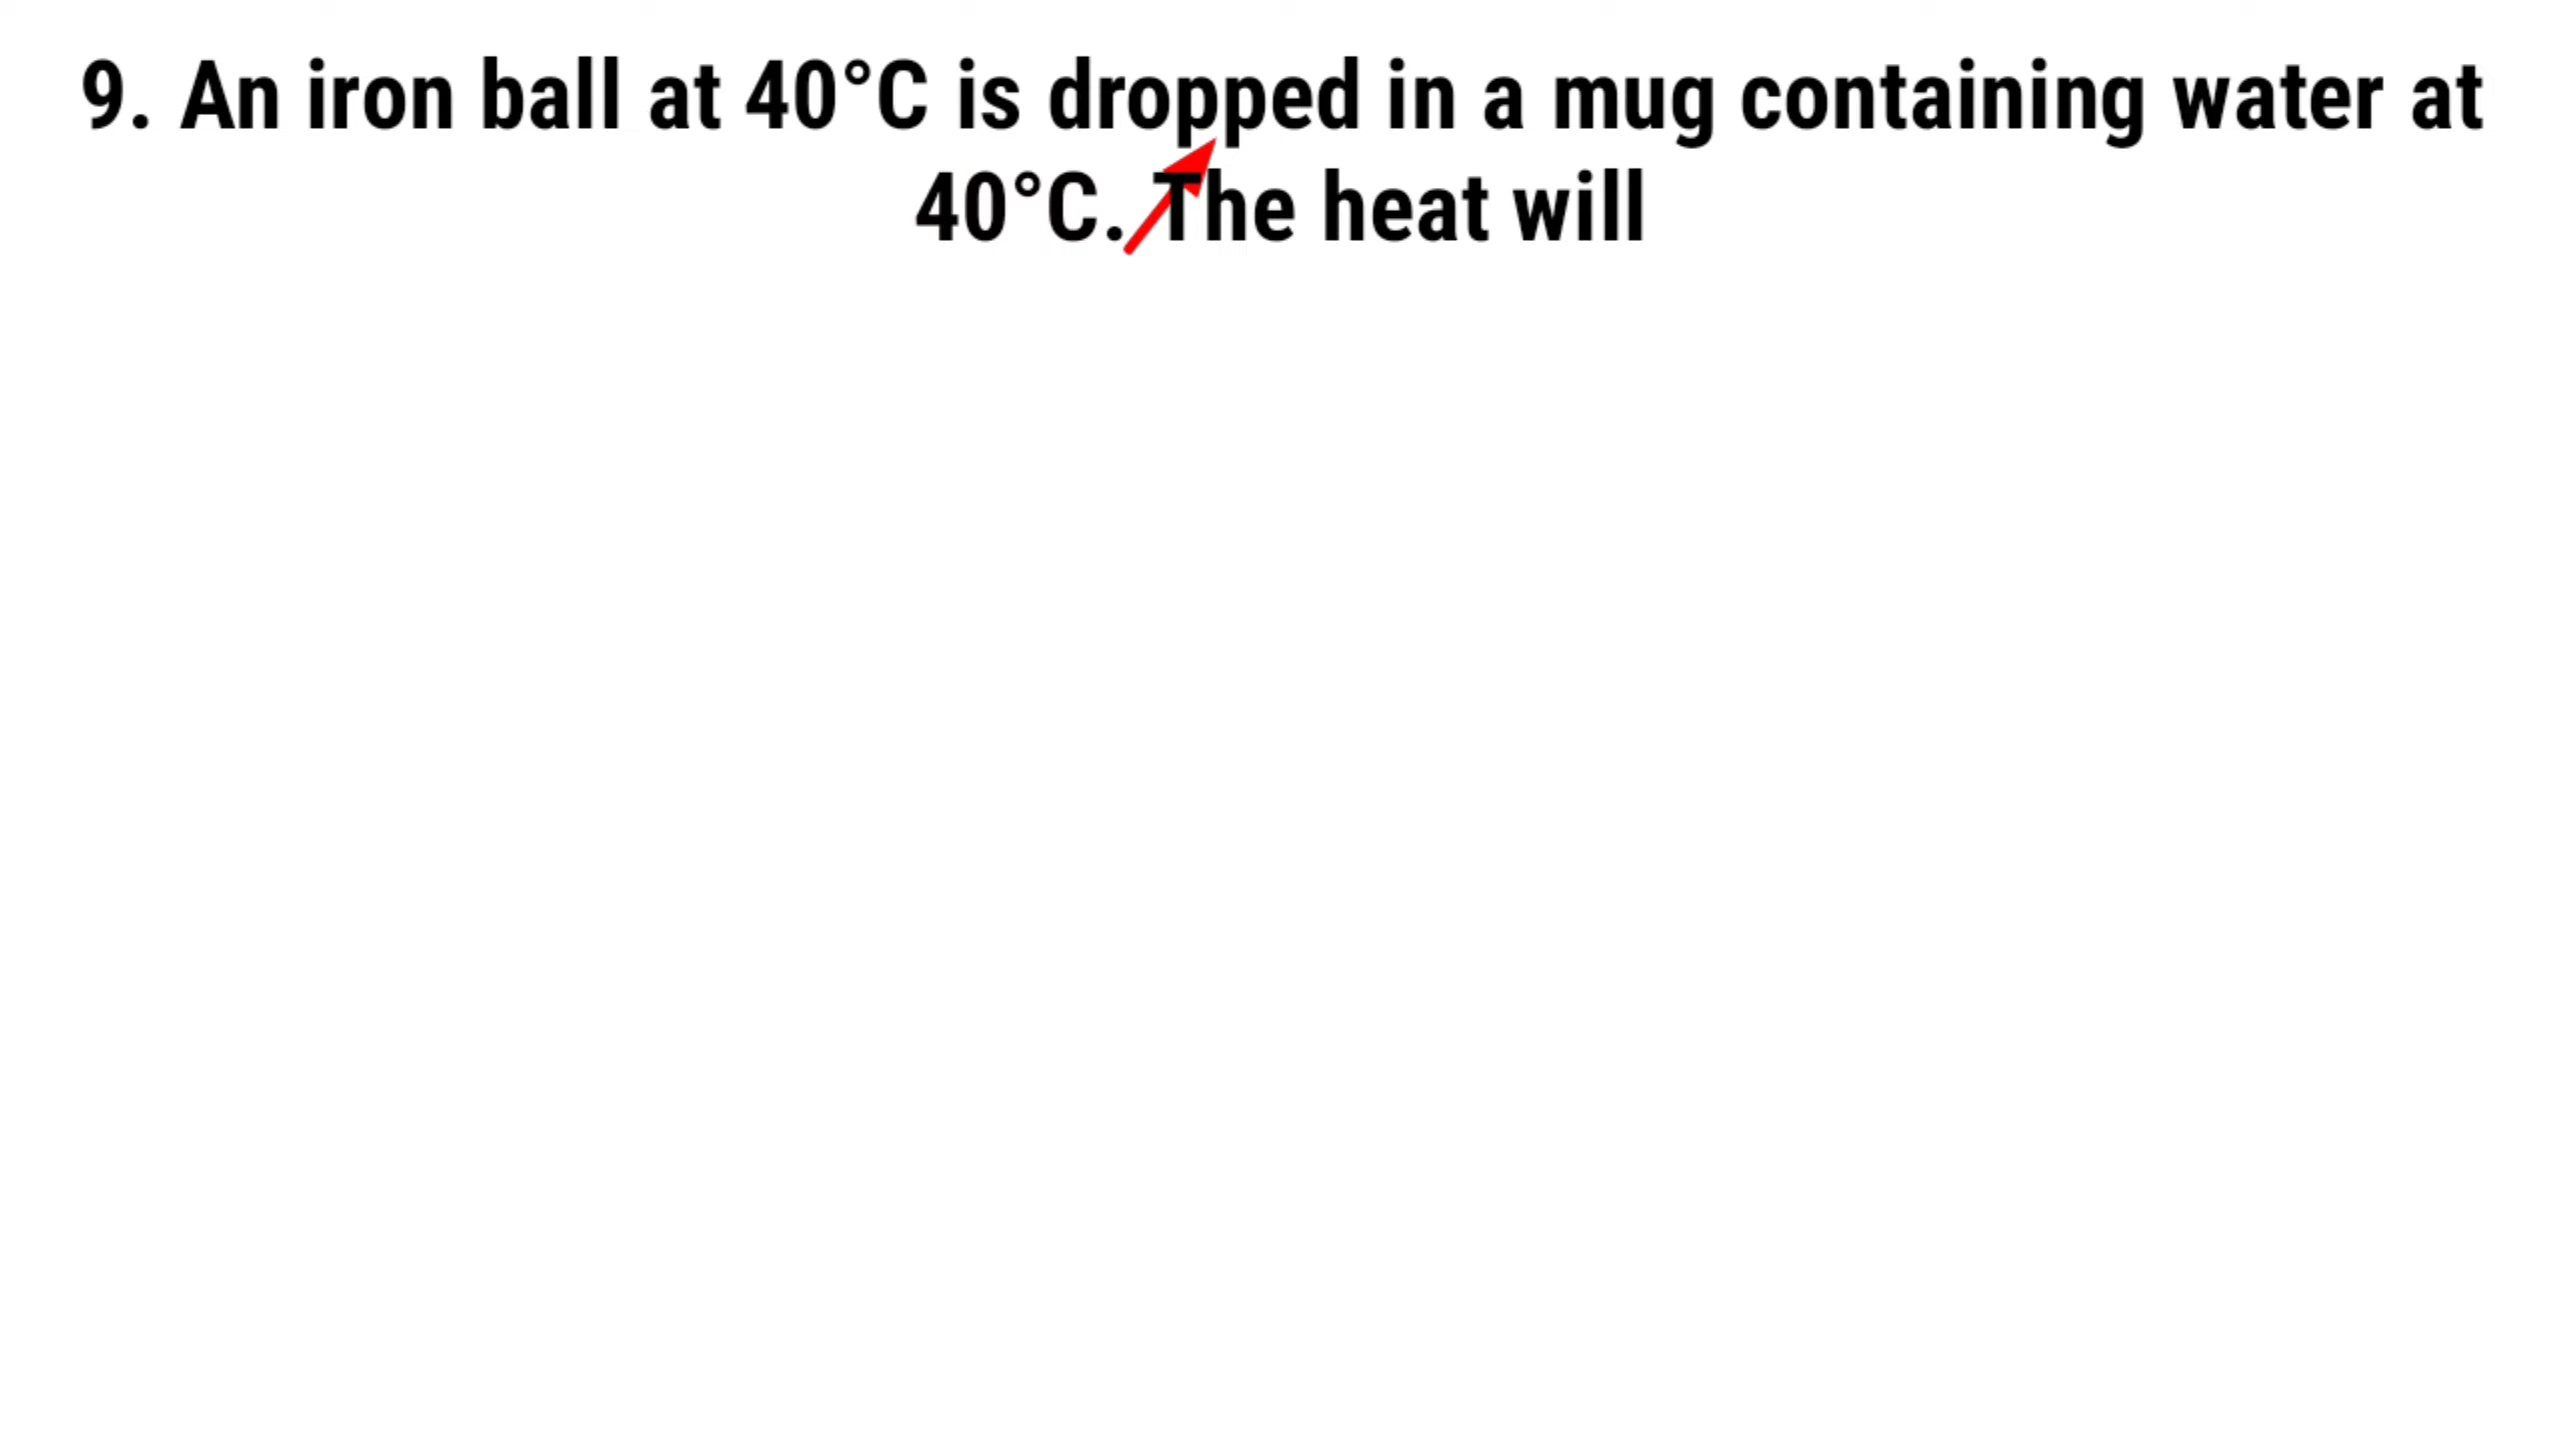 9. An iron ball at 40°C is dropped in a mug containing water at
40°C. The heat will